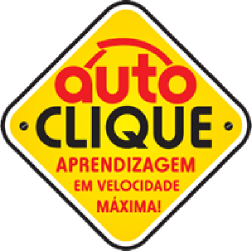 auto
CLIQUE
APRENDIZAGEM
EM VELOCIDADE
MÁXIMA!